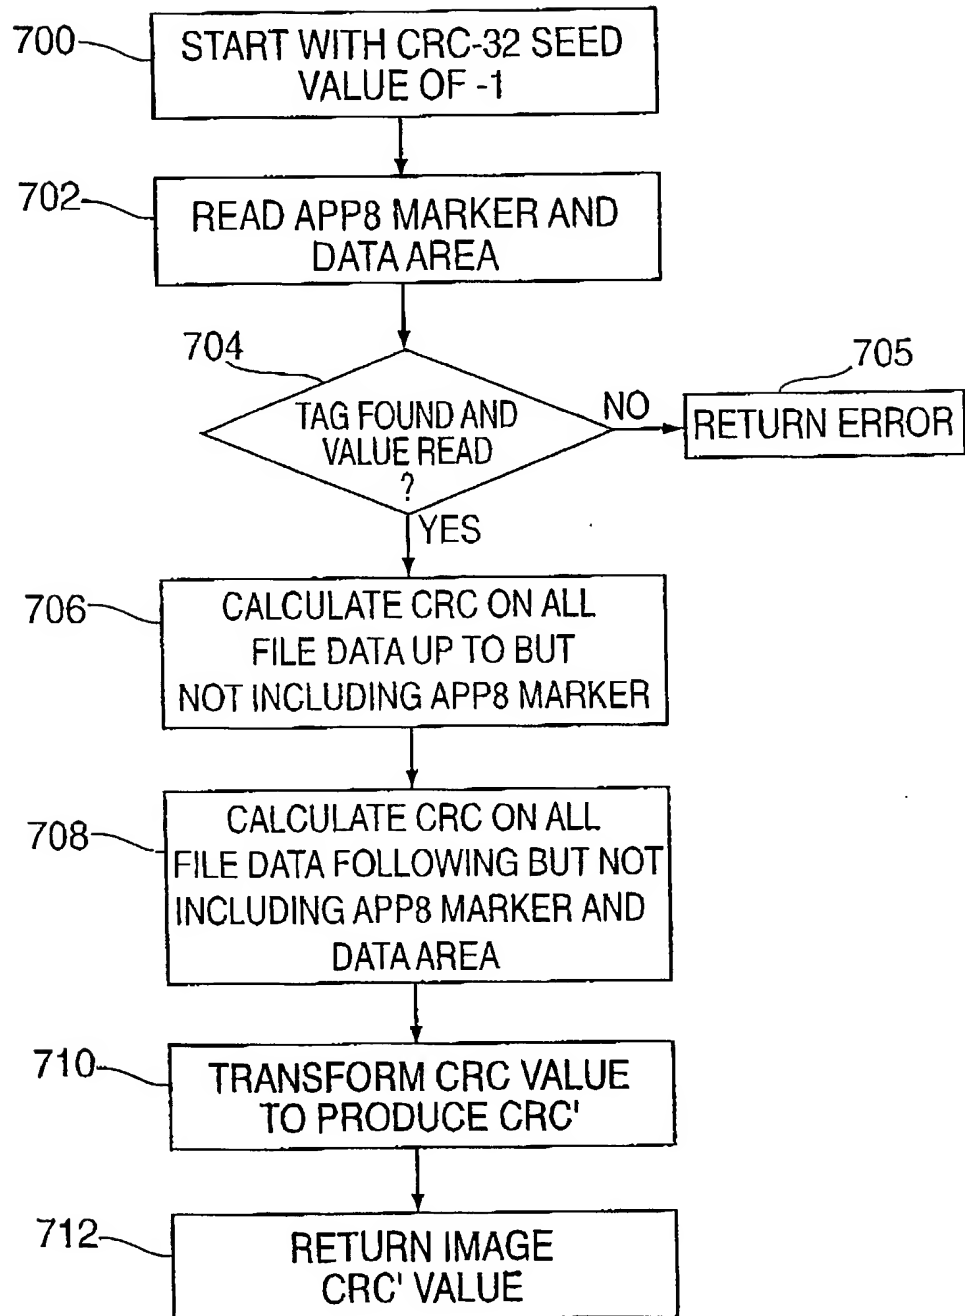 700
START WITH CRC-32 SEED
VALUE OF -1
702
READ APP8 MARKER AND
DATA AREA
704
TAG FOUND AND
VALUE READ
?
NO
705
RETURN ERROR
YES
706
CALCULATE CRC ON ALL
FILE DATA UP TO BUT
NOT INCLUDING APP8 MARKER
708
CALCULATE CRC ON ALL
FILE DATA FOLLOWING BUT NOT
INCLUDING APP8 MARKER AND
DATA AREA
710
TRANSFORM CRC VALUE
TO PRODUCE CRC'
712
RETURN IMAGE
CRC' VALUE